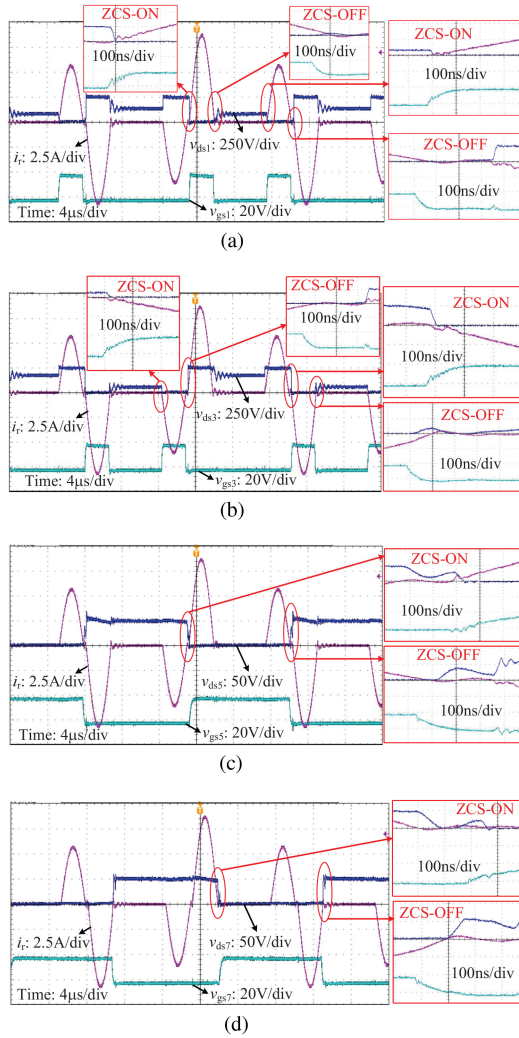 ZCS-ON
100ns/div
ZCS-OFF
100ns/div
ZCS-ON
100ns/div
ZCS-OFF
100ns/div
T
ir: 2.5A/div
vds1: 250V/div
Time: 4μs/div
vgs1: 20V/div
(a)
ZCS-ON
100ns/div
ZCS-OFF
100ns/div
ZCS-ON
100ns/div
ZCS-OFF
100ns/div
T
ir: 2.5A/div
vds3: 250V/div
Time: 4μs/div
vgs3: 20V/div
(b)
T
ZCS-ON
100ns/div
ZCS-OFF
100ns/div
ir: 2.5A/div
vds5: 50V/div
Time: 4μs/div
vgs5: 20V/div
(c)
T
ZCS-ON
100ns/div
ZCS-OFF
100ns/div
ir: 2.5A/div
vds7: 50V/div
Time: 4μs/div
vgs7: 20V/div
(d)